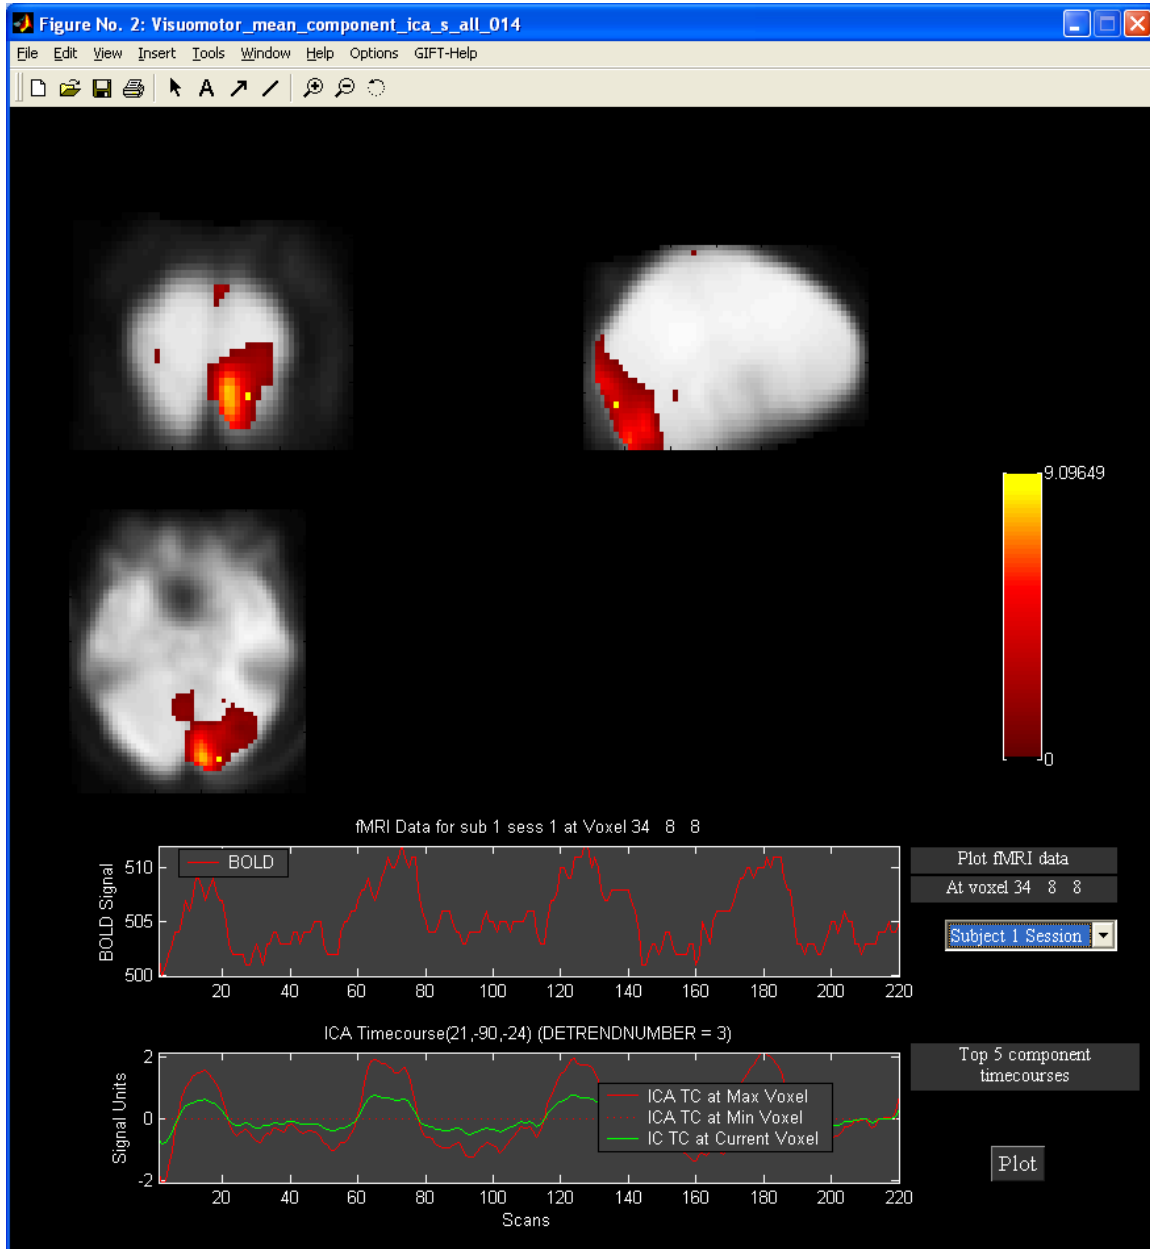 Figure No. 2: Visuomotor_mean_component_ica_s_all_014
File Edit View Insert Tools Window Help Options GIFT-Help
A
9.09649
0
fMRI Data for sub 1 sess 1 at Voxel 34 8 8
BOLD
510
505
500
BOLD Signal
20 40 60 80 100 120 140 160 180 200 220
Plot fMRI data
At voxel 34 8 8
Subject 1 Session
ICA Timecourse(21,-90,-24) (DETRENDNUMBER = 3)
2
0
-2
Signal Units
ICA TC at Max Voxel
ICA TC at Min Voxel
IC TC at Current Voxel
20 40 60 80 100 120 140 160 180 200 220
Scans
Top 5 component
timecourses
Plot